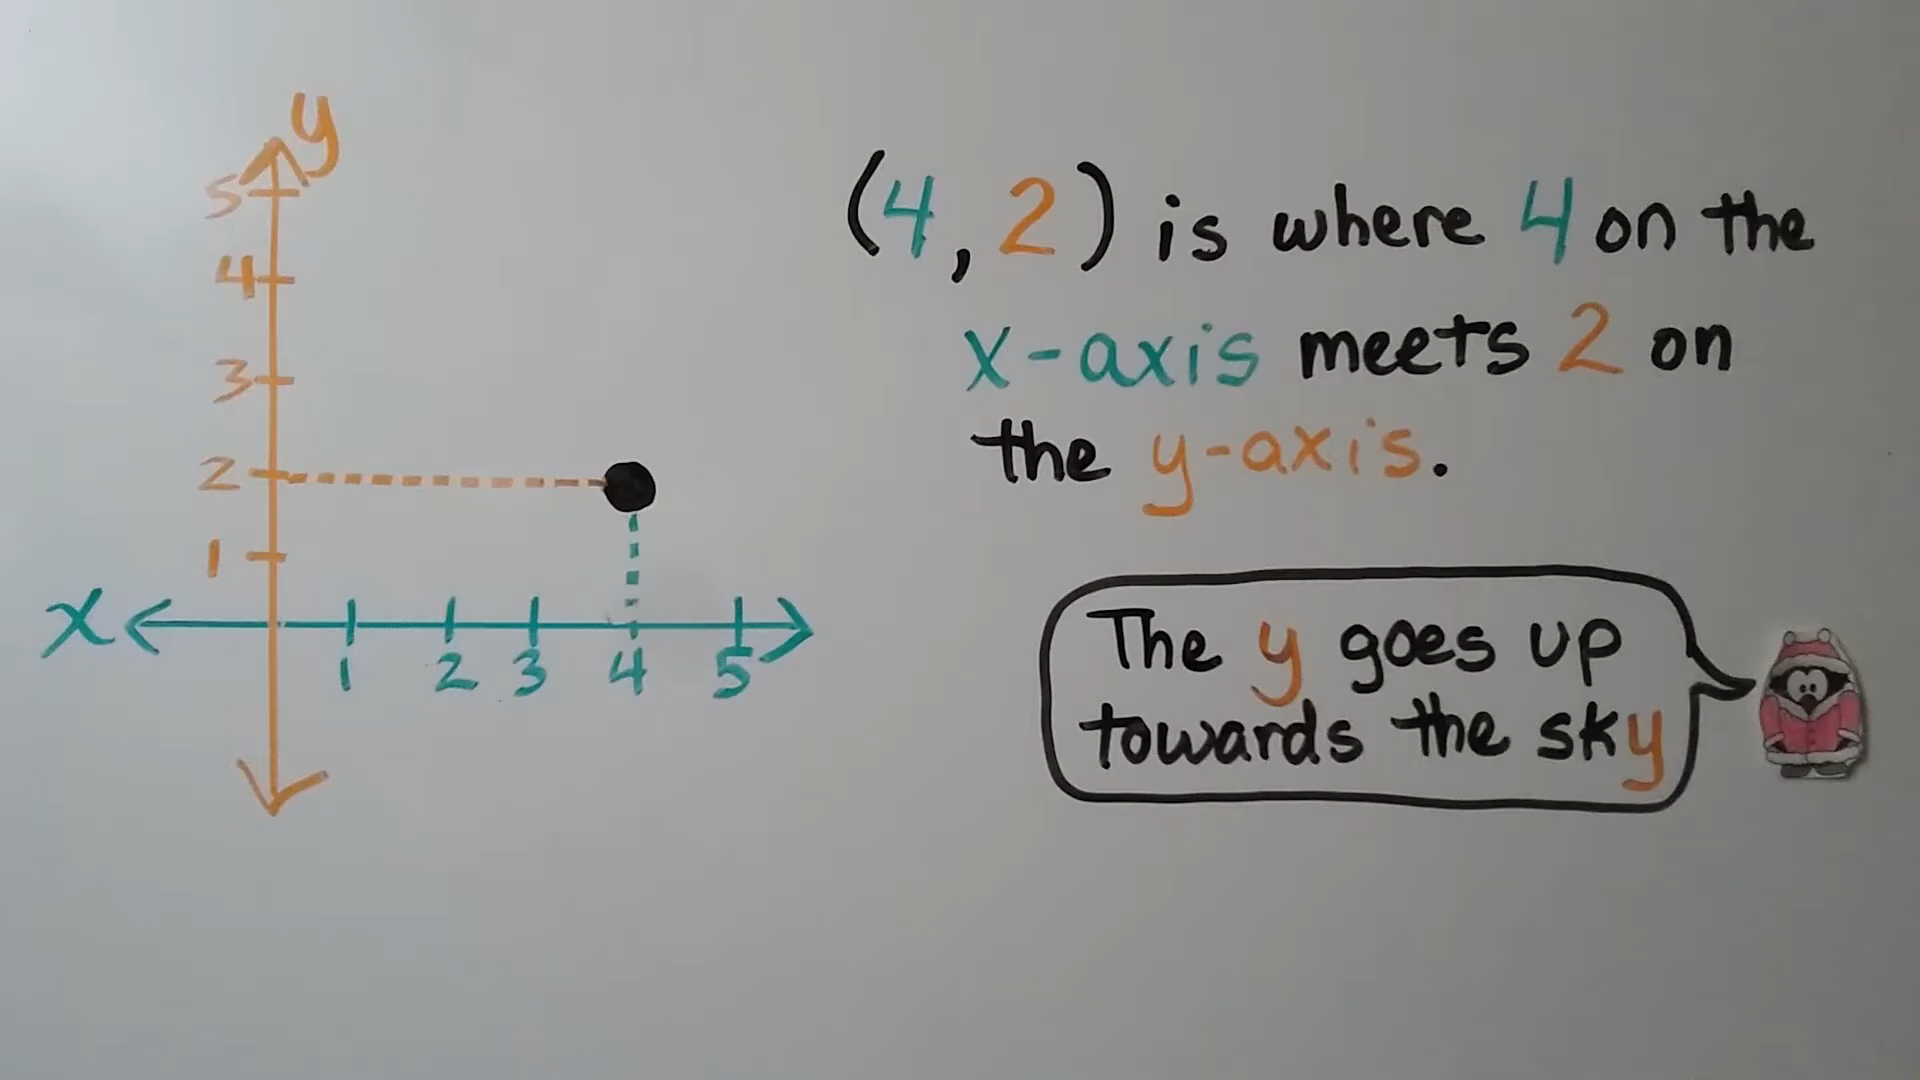 y
5
4
3
2
1
x
1 2 3 4 5
(4, 2) is where 4 on the
x-axis meets 2 on
the y-axis.
The y goes up
towards the sky